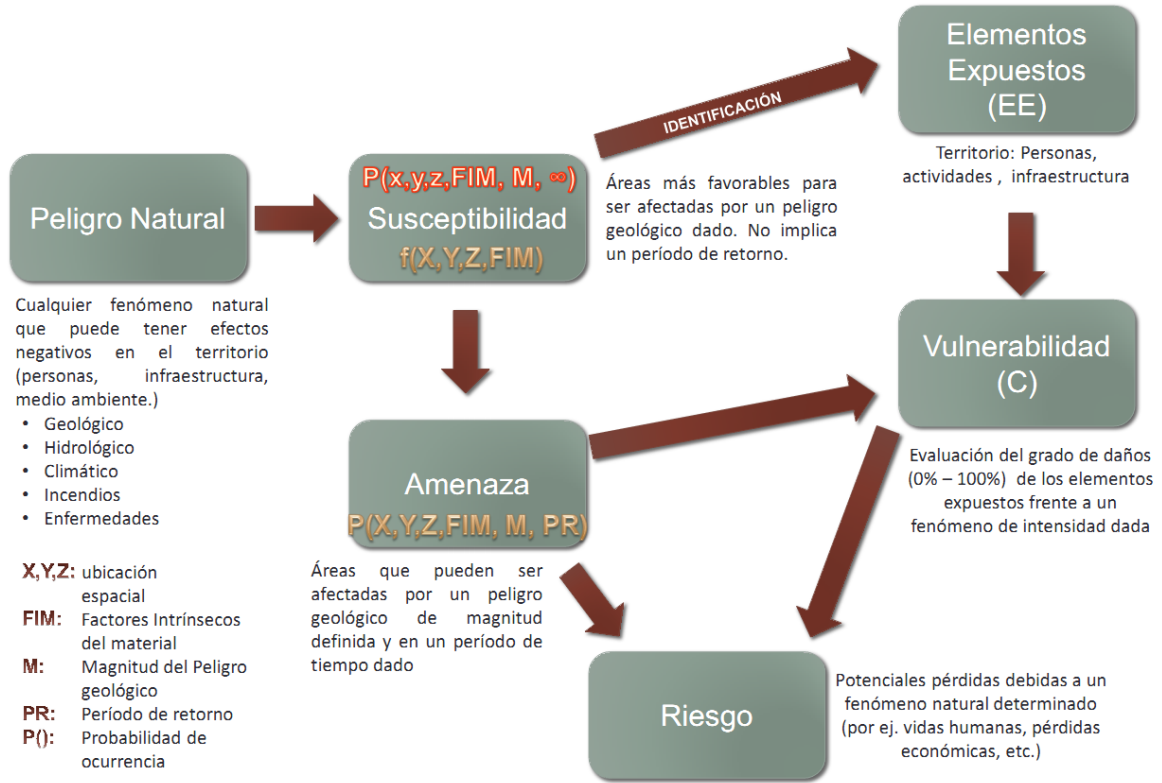 Peligro Natural
Cualquier fenómeno natural
que puede tener efectos
negativos en el territorio
(personas, infraestructura,
medio ambiente.)
• Geológico
• Hidrológico
• Climático
• Incendios
• Enfermedades
X,Y,Z: ubicación
espacial
FIM: Factores Intrínsecos
del material
M: Magnitud del Peligro
geológico
PR: Período de retorno
P(): Probabilidad de
ocurrencia
P(x,y,z,FIM, M, ∞)
Susceptibilidad
f(X,Y,Z,FIM)
IDENTIFICACIÓN
Áreas más favorables para
ser afectadas por un peligro
geológico dado. No implica
un período de retorno.
Elementos
Expuestos
(EE)
Territorio: Personas,
actividades , infraestructura
Amenaza
P(X,Y,Z,FIM, M, PR)
Áreas que pueden ser
afectadas por un peligro
geológico de magnitud
definida y en un período de
tiempo dado
Vulnerabilidad
(C)
Evaluación del grado de daños
(0% – 100%) de los elementos
expuestos frente a un
fenómeno de intensidad dada
Riesgo
Potenciales pérdidas debidas a un
fenómeno natural determinado
(por ej. vidas humanas, pérdidas
económicas, etc.)